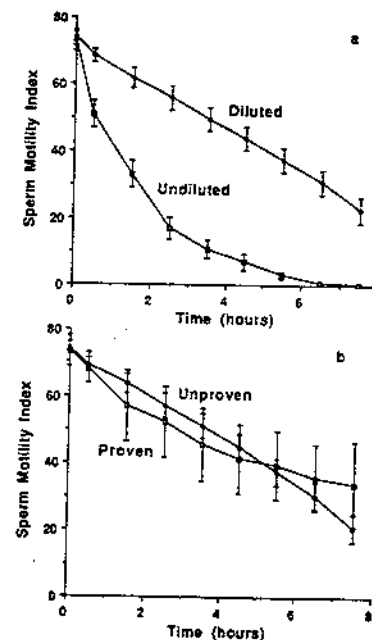 a
80
60
40
20
0
Sperm Motility Index
Diluted
Undiluted
0 2 4 6 8
Time (hours)
b
80
60
40
20
0
Sperm Motility Index
Unproven
Proven
0 2 4 6 8
Time (hours)